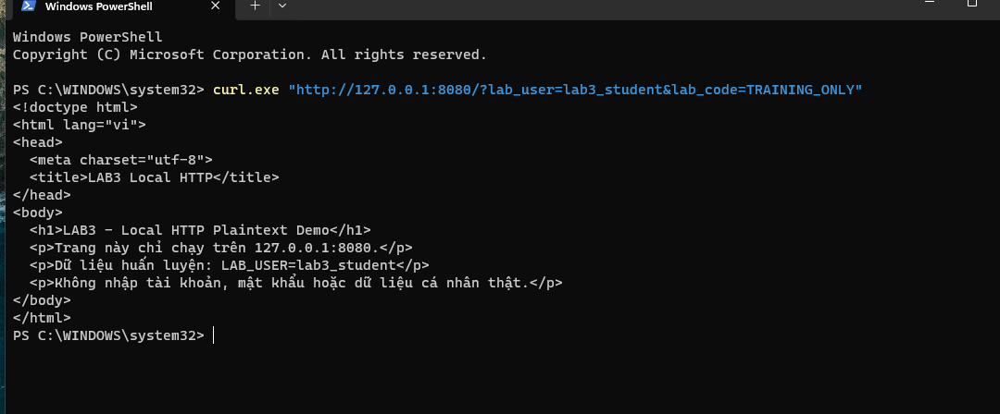 Windows PowerShell
Windows PowerShell
Copyright (C) Microsoft Corporation. All rights reserved.
PS C:\WINDOWS\system32> curl.exe "http://127.0.0.1:8080/?lab_user=lab3_student&lab_code=TRAINING_ONLY"
<!doctype html>
<html lang="vi">
<head>
  <meta charset="utf-8">
  <title>LAB3 Local HTTP</title>
</head>
<body>
  <h1>LAB3 - Local HTTP Plaintext Demo</h1>
  <p>Trang này chỉ chạy trên 127.0.0.1:8080.</p>
  <p>Dữ liệu huấn luyện: LAB_USER=lab3_student</p>
  <p>Không nhập tài khoản, mật khẩu hoặc dữ liệu cá nhân thật.</p>
</body>
</html>
PS C:\WINDOWS\system32>